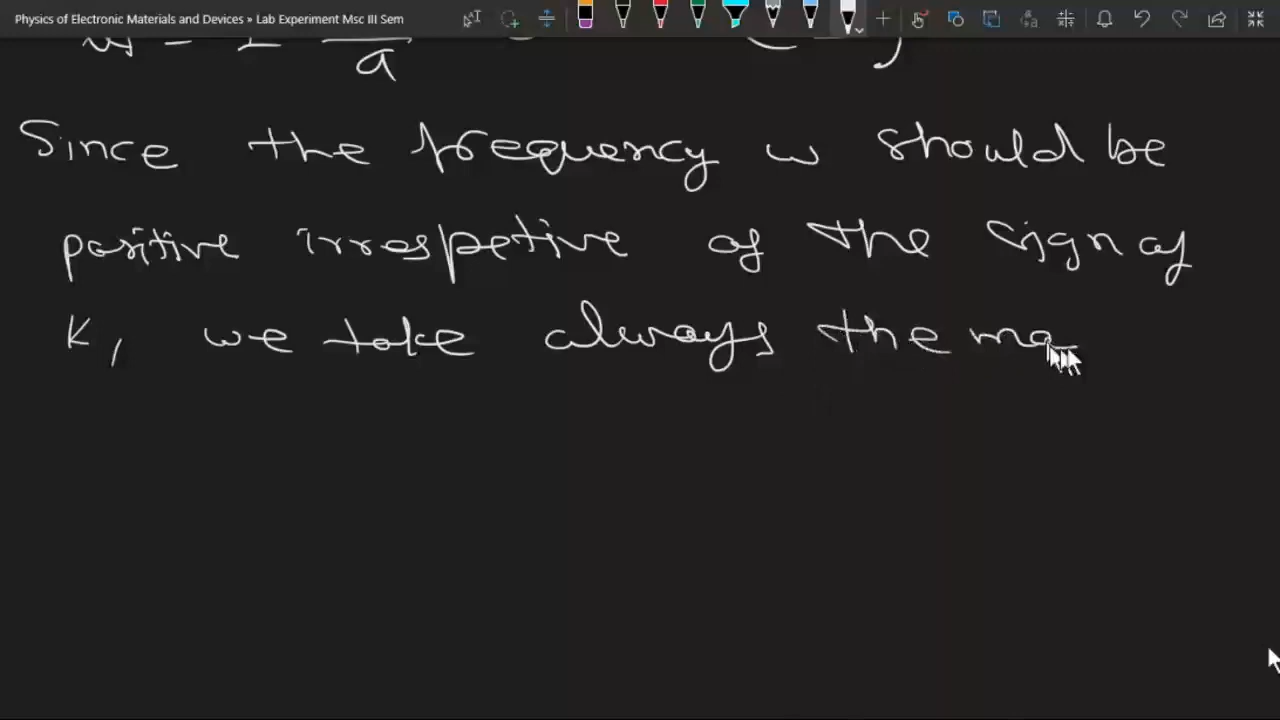 Physics of Electronic Materials and Devices » Lab Experiment Msc III Sem
a
Since the frequency ω should be
positive irrespetive of the sign of
K, we take always the ma